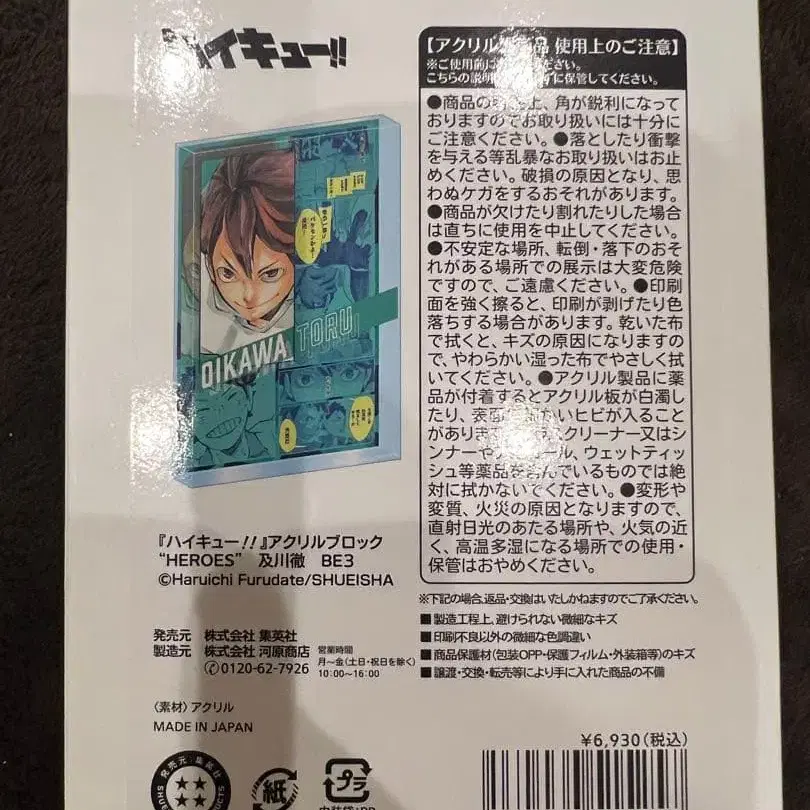 ハイキュー!!
OIKAWA TORU
『ハイキュー!!』アクリルブロック
“HEROES” 及川徹 BE3
©Haruichi Furudate/SHUEISHA
発売元 株式会社 集英社
製造元 株式会社 河原商店
0120-62-7926
営業時間
月〜金(土日・祝日を除く)
10:00〜16:00
〈素材〉アクリル
MADE IN JAPAN
発売元:集英社
紙
プラ
【アクリル 品 使用上のご注意】
※ご使用前に ください。
こちらの説明 に保管してください。
●商品の 上、角が鋭利になって
おりますのでお取り扱いには十分に
ご注意ください。●落としたり衝撃
を与える等乱暴なお取り扱いはお止
めください。破損の原因となり、思
わぬケガをするおそれがあります。
●商品が欠けたり割れたりした場合
は直ちに使用を中止してください。
●不安定な場所、転倒・落下のおそ
れがある場所での展示は大変危険
ですので、ご遠慮ください。●印刷
面を強く擦ると、印刷が剥げたり色
落ちする場合があります。乾いた布
で拭くと、キズの原因になりますの
で、やわらかい湿った布でやさしく拭
いてください。●アクリル製品に薬
品が付着するとアクリル板が白濁し
たり、表面 かいヒビが入ること
があります クリーナー又はシ
ンナーや ール、ウェットティッ
シュ等薬品を含んでいるものでは絶
対に拭かないでください。●変形や
変質、火災の原因となりますので、
直射日光のあたる場所や、火気の近
く、高温多湿になる場所での使用・
保管はおやめください。
※下記の場合、返品・交換はいたしかねますのでご了承ください。
■製造工程上、避けられない微細なキズ
■印刷不良以外の微細な色調違い
■商品保護材(包装OPP・保護フィルム・外装箱等)のキズ
■譲渡・交換・転売等により手に入れた商品の不備
¥6,930(税込)